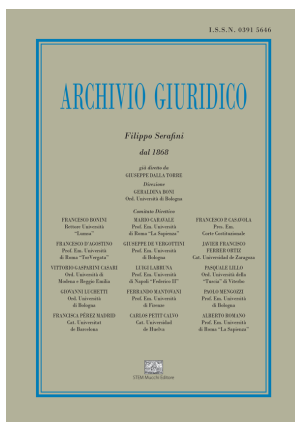 I.S.S.N. 0391 5646
ARCHIVIO GIURIDICO
Filippo Serafini
dal 1868
già diretto da
GIUSEPPE DALLA TORRE
Direzione
GERALDINA BONI
Ord. Università di Bologna
Comitato Direttivo
FRANCESCO BONINI
Rettore Università
"Lumsa"
MARIO CARAVALE
Prof. Em. Università
di Roma "La Sapienza"
FRANCESCO P. CASAVOLA
Pres. Em.
Corte Costituzionale
FRANCESCO D'AGOSTINO
Prof. Em. Università
di Roma "TorVergata"
GIUSEPPE DE VERGOTTINI
Prof. Em. Università
di Bologna
JAVIER FRANCISCO
FERRER ORTIZ
Cat. Universidad de Zaragoza
VITTORIO GASPARINI CASARI
Ord. Università di
Modena e Reggio Emilia
LUIGI LABRUNA
Prof. Em. Università
di Napoli "Federico II"
PASQUALE LILLO
Ord. Università della
"Tuscia" di Viterbo
GIOVANNI LUCHETTI
Ord. Università
di Bologna
FERRANDO MANTOVANI
Prof. Em. Università
di Firenze
PAOLO MENGOZZI
Prof. Em. Università
di Bologna
FRANCISCA PÉREZ MADRID
Cat. Universitat
de Barcelona
CARLOS PETIT CALVO
Cat. Universidad
de Huelva
ALBERTO ROMANO
Prof. Em. Università
di Roma "La Sapienza"
STEM Mucchi Editore